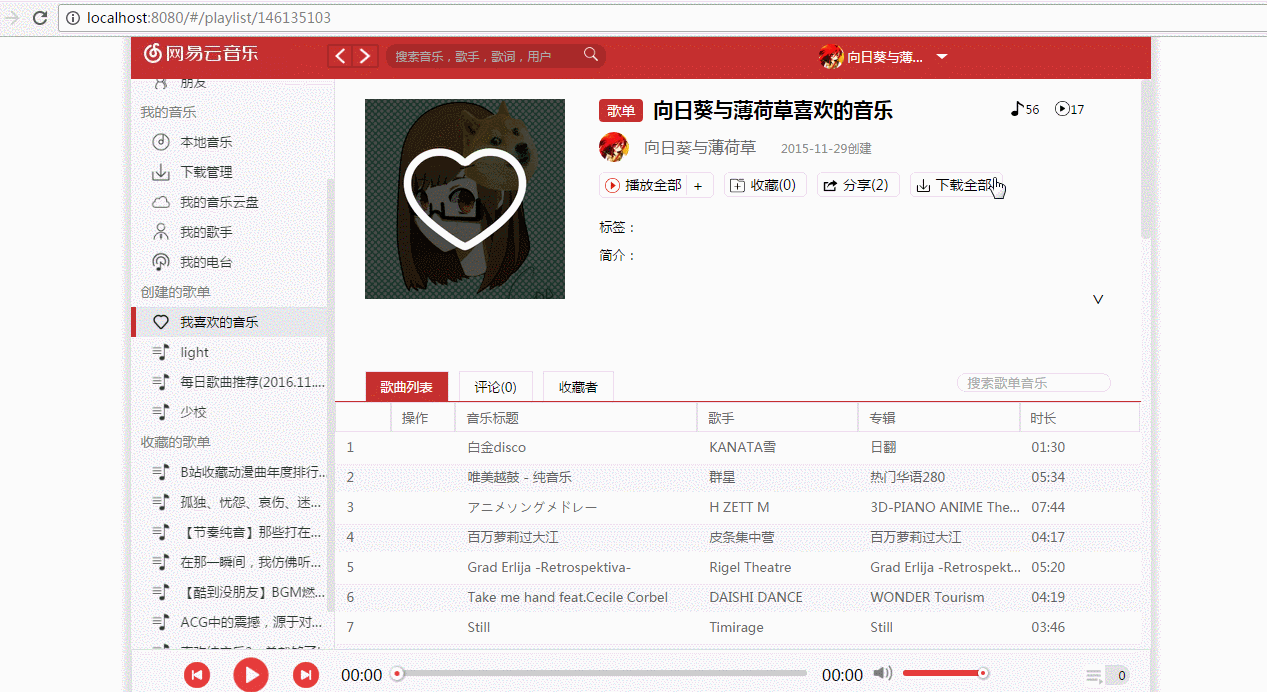 localhost:8080/#/playlist/146135103
网易云音乐
搜索音乐，歌手，歌词，用户
向日葵与薄...
朋友
我的音乐
本地音乐
下载管理
我的音乐云盘
我的歌手
我的电台
创建的歌单
我喜欢的音乐
light
每日歌曲推荐(2016.11....
少校
收藏的歌单
B站收藏动漫曲年度排行...
孤独、忧怨、哀伤、迷...
【节奏纯音】那些打在...
在那一瞬间，我仿佛听...
【酷到没朋友】BGM燃...
ACG中的震撼，源于对...
歌单 向日葵与薄荷草喜欢的音乐
56 17
向日葵与薄荷草 2015-11-29创建
播放全部 + 收藏(0) 分享(2) 下载全部
标签：
简介：
歌曲列表 评论(0) 收藏者 搜索歌单音乐
操作 音乐标题 歌手 专辑 时长
1 白金disco KANATA雪 日翻 01:30
2 唯美越鼓 - 纯音乐 群星 热门华语280 05:34
3 アニメソングメドレー H ZETT M 3D-PIANO ANIME The... 07:44
4 百万萝莉过大江 皮条集中营 百万萝莉过大江 04:17
5 Grad Erlija -Retrospektiva- Rigel Theatre Grad Erlija -Retrospekt... 05:20
6 Take me hand feat.Cecile Corbel DAISHI DANCE WONDER Tourism 04:19
7 Still Timirage Still 03:46
00:00 00:00 0